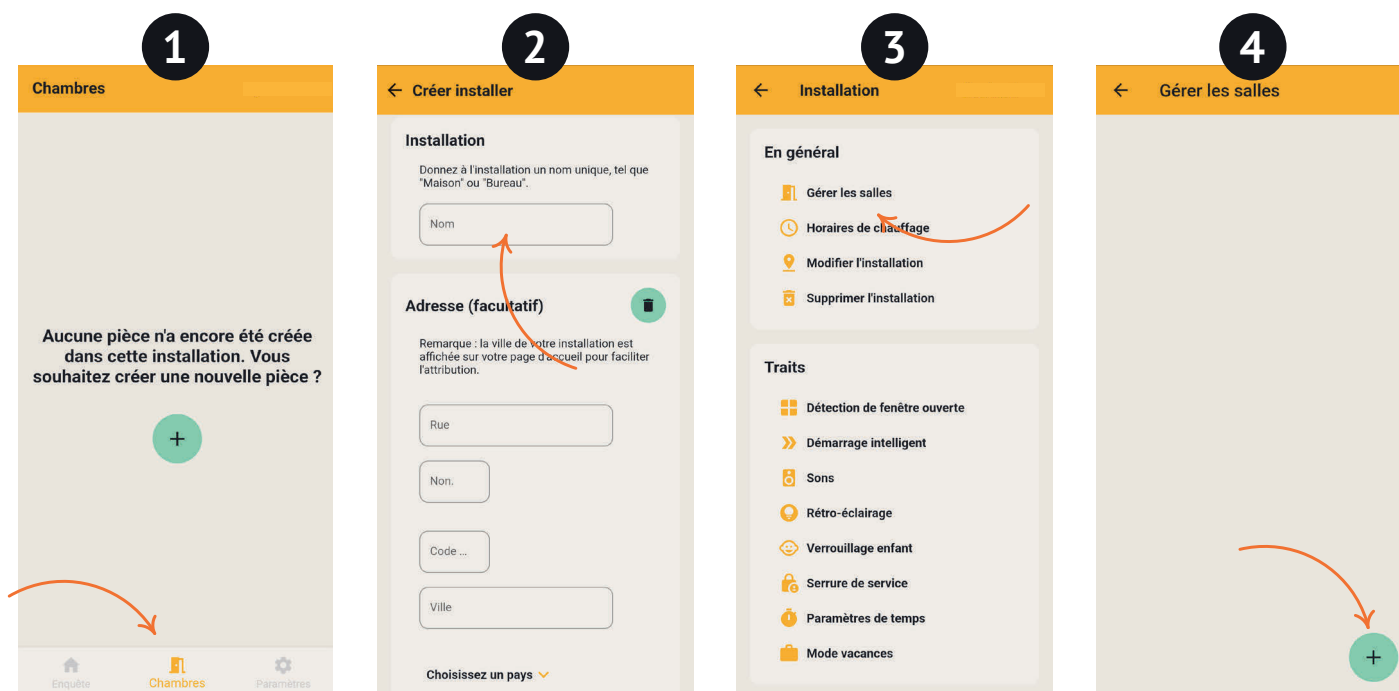 1
Chambres
Aucune pièce n'a encore été créée
dans cette installation. Vous
souhaitez créer une nouvelle pièce ?
+
Enquête
Chambres
Paramètres
2
Créer installer
Installation
Donnez à l'installation un nom unique, tel que
"Maison" ou "Bureau".
Nom
Adresse (facultatif)
Remarque : la ville de votre installation est
affichée sur votre page d'accueil pour faciliter
l'attribution.
Rue
Non.
Code ...
Ville
Choisissez un pays
3
Installation
En général
Gérer les salles
Horaires de chauffage
Modifier l'installation
Supprimer l'installation
Traits
Détection de fenêtre ouverte
Démarrage intelligent
Sons
Rétro-éclairage
Verrouillage enfant
Serrure de service
Paramètres de temps
Mode vacances
4
Gérer les salles
+